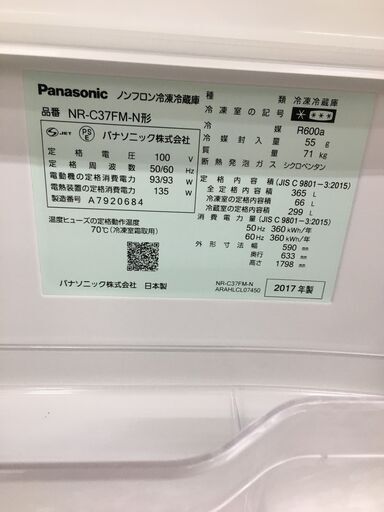 Panasonic ノンフロン冷凍冷蔵庫
品番 NR-C37FM-N形
JET PSE パナソニック株式会社
定格電圧 100 V
定格周波数 50/60 Hz
電動機の定格消費電力 93/93 W
電熱装置の定格消費電力 135 W
製造番号 A7920684
温度ヒューズの定格動作温度
70℃(冷凍室霜取用)
パナソニック株式会社 日本製
種類 冷凍冷蔵庫
冷凍室の記号 ****
冷媒 R600a
冷媒封入量 55 g
質量 71 kg
断熱発泡ガス シクロペンタン
定格内容積(JIS C 9801-3:2015)
全定格内容積 365 L
冷凍室の定格内容積 66 L
冷蔵室の定格内容積 299 L
消費電力量(JIS C 9801-3:2015)
50Hz 360 kWh/年
60Hz 360 kWh/年
外形寸法 幅 590 mm
奥行 633 mm
高さ 1798 mm
NR-C37FM-N
ARAHLCL07450
2017 年製